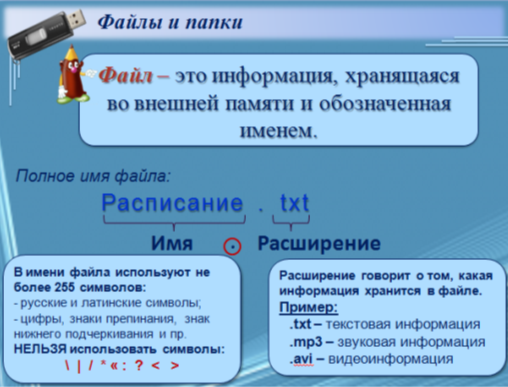 Файлы и папки
Файл – это информация, хранящаяся
во внешней памяти и обозначенная
именем.
Полное имя файла:
Расписание . txt
Имя . Расширение
В имени файла используют не
более 255 символов:
- русские и латинские символы;
- цифры, знаки препинания, знак
нижнего подчеркивания и пр.
НЕЛЬЗЯ использовать символы:
\ | / * « : ? < >
Расширение говорит о том, какая
информация хранится в файле.
Пример:
.txt – текстовая информация
.mp3 – звуковая информация
.avi – видеоинформация